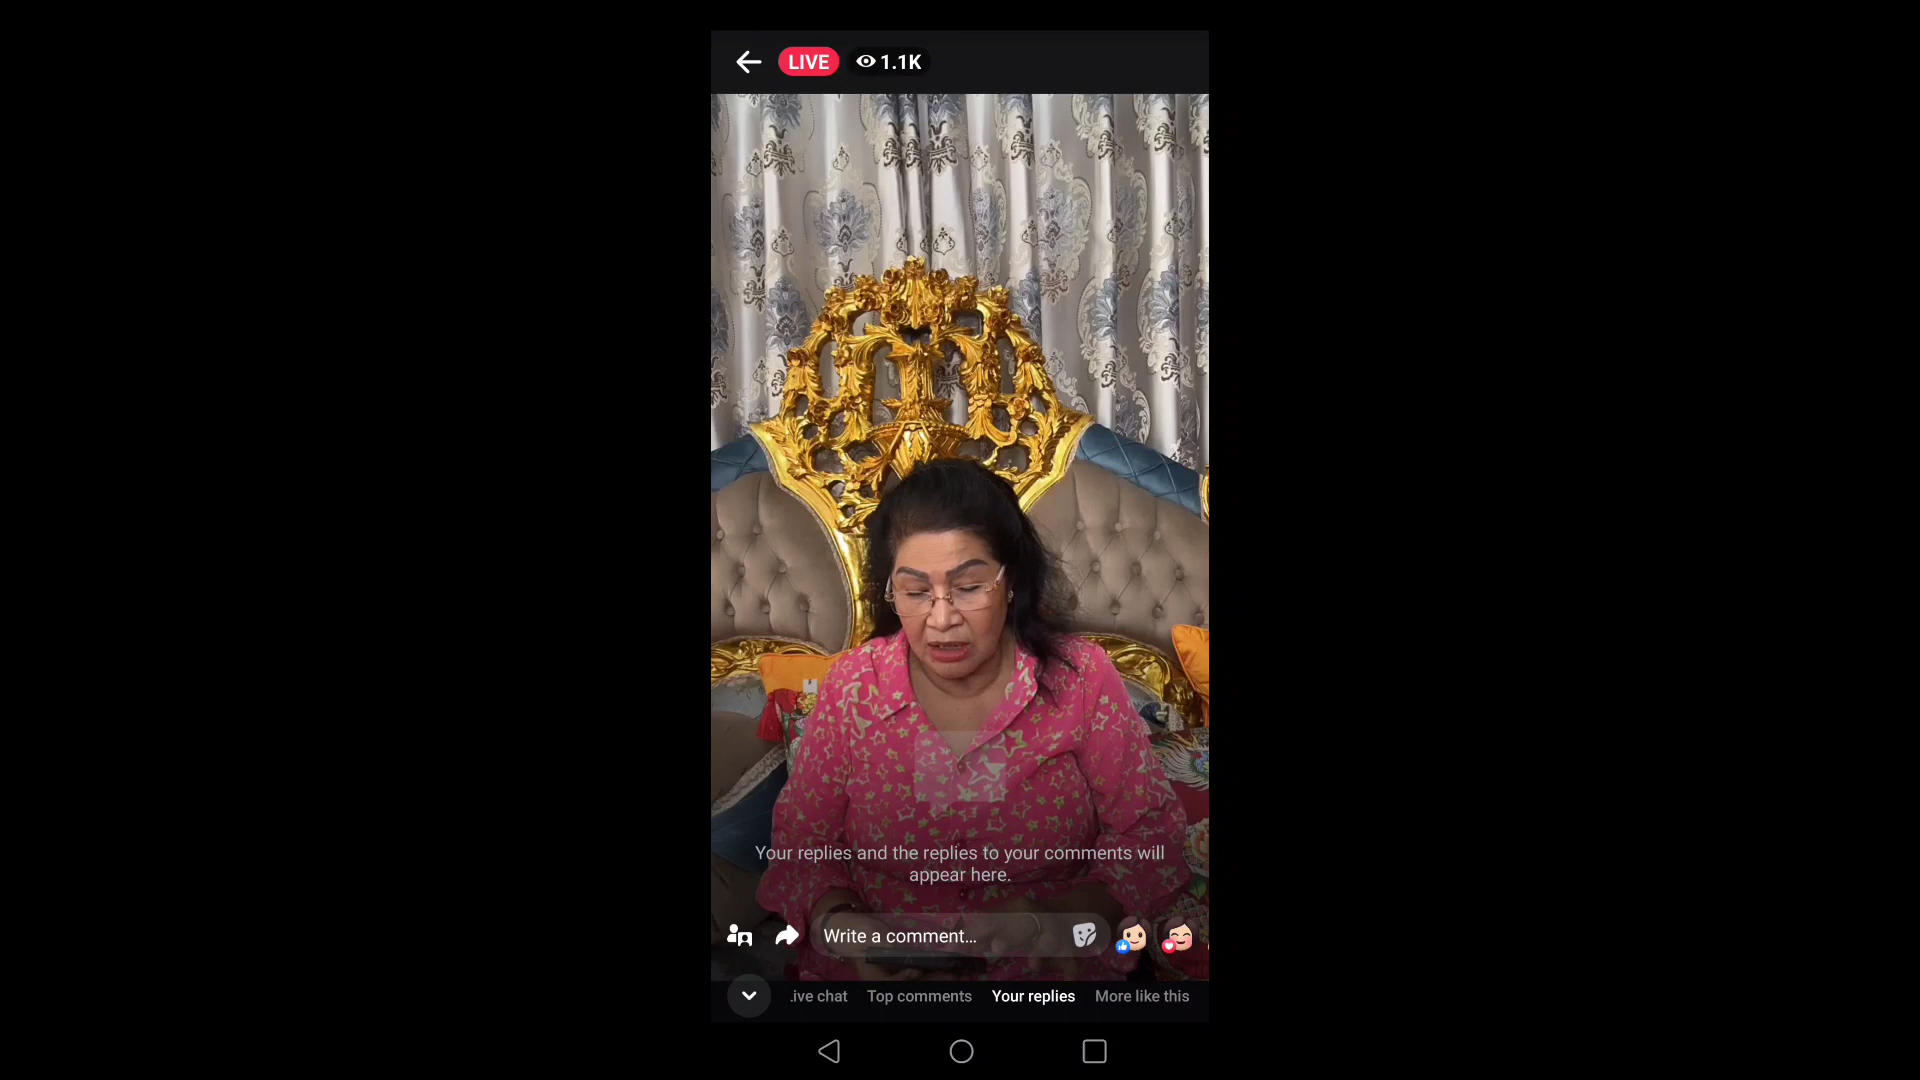 LIVE 1.1K
Your replies and the replies to your comments will
appear here.
Write a comment...
.ive chat Top comments Your replies More like this